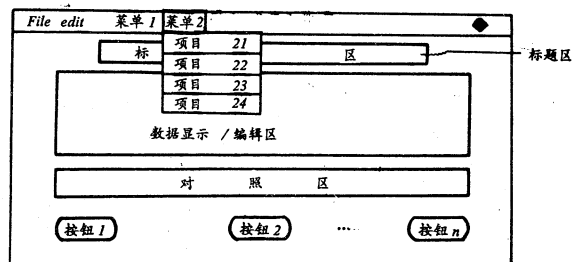 File edit 菜单1 菜单2
项目 21
标 区 标题区
项目 22
项目 23
项目 24
数据显示 /编辑区
对 照 区
按钮1 按钮2 … 按钮n